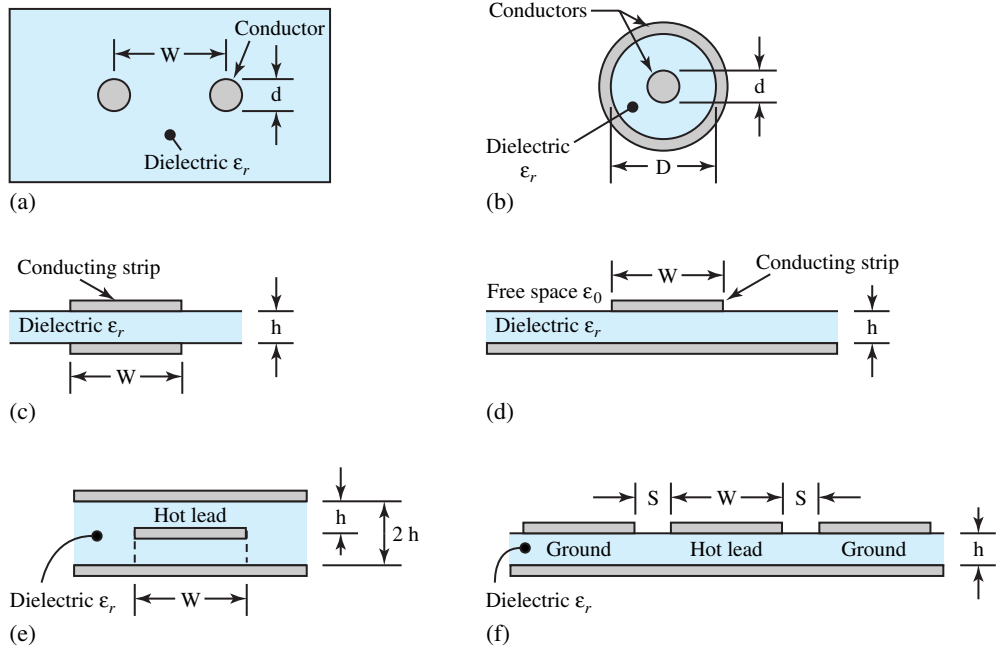 Conductor
W
d
Dielectric ε_r
(a)
Conductors
d
Dielectric
ε_r
D
(b)
Conducting strip
Dielectric ε_r
h
W
(c)
W
Conducting strip
Free space ε_0
Dielectric ε_r
h
(d)
Hot lead
h
2 h
Dielectric ε_r
W
(e)
S
W
S
Ground
Hot lead
Ground
h
Dielectric ε_r
(f)